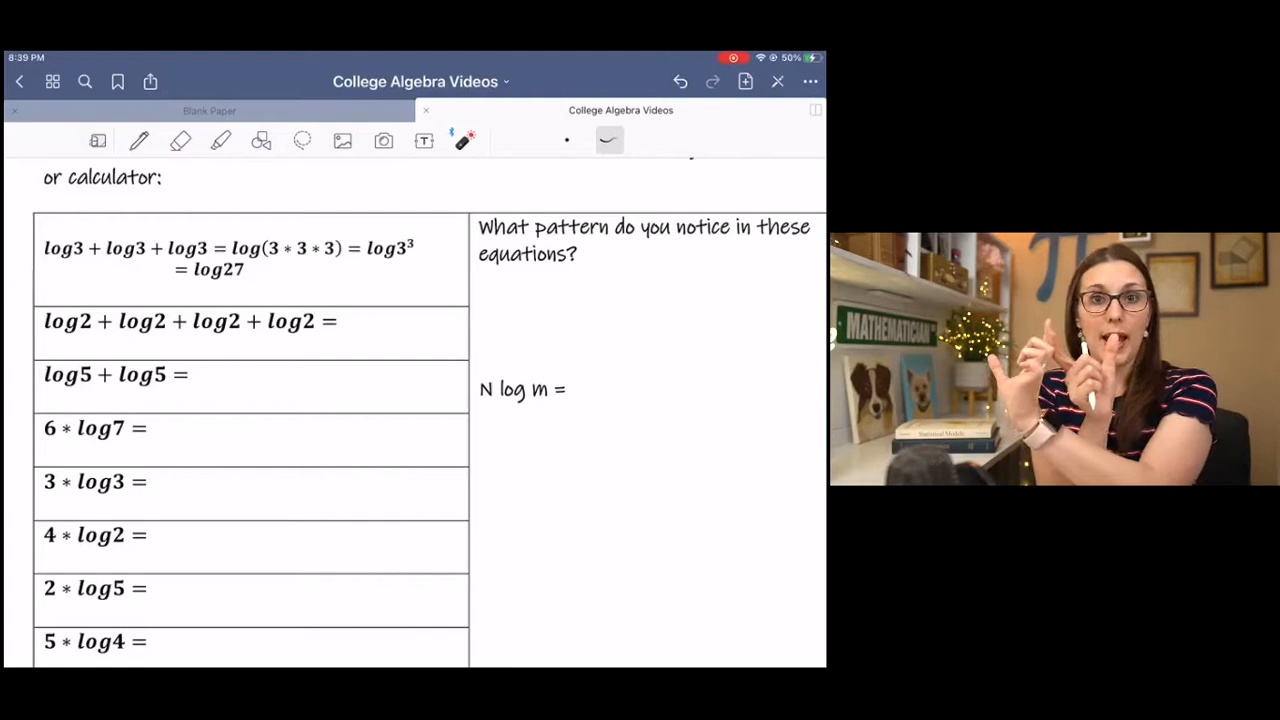 8:39 PM
50%
College Algebra Videos
Blank Paper
College Algebra Videos
or calculator:
log3 + log3 + log3 = log(3 * 3 * 3) = log3³
= log27
log2 + log2 + log2 + log2 =
log5 + log5 =
6 * log7 =
3 * log3 =
4 * log2 =
2 * log5 =
5 * log4 =
What pattern do you notice in these
equations?
N log m =
MATHEMATICIAN
Statistical Models